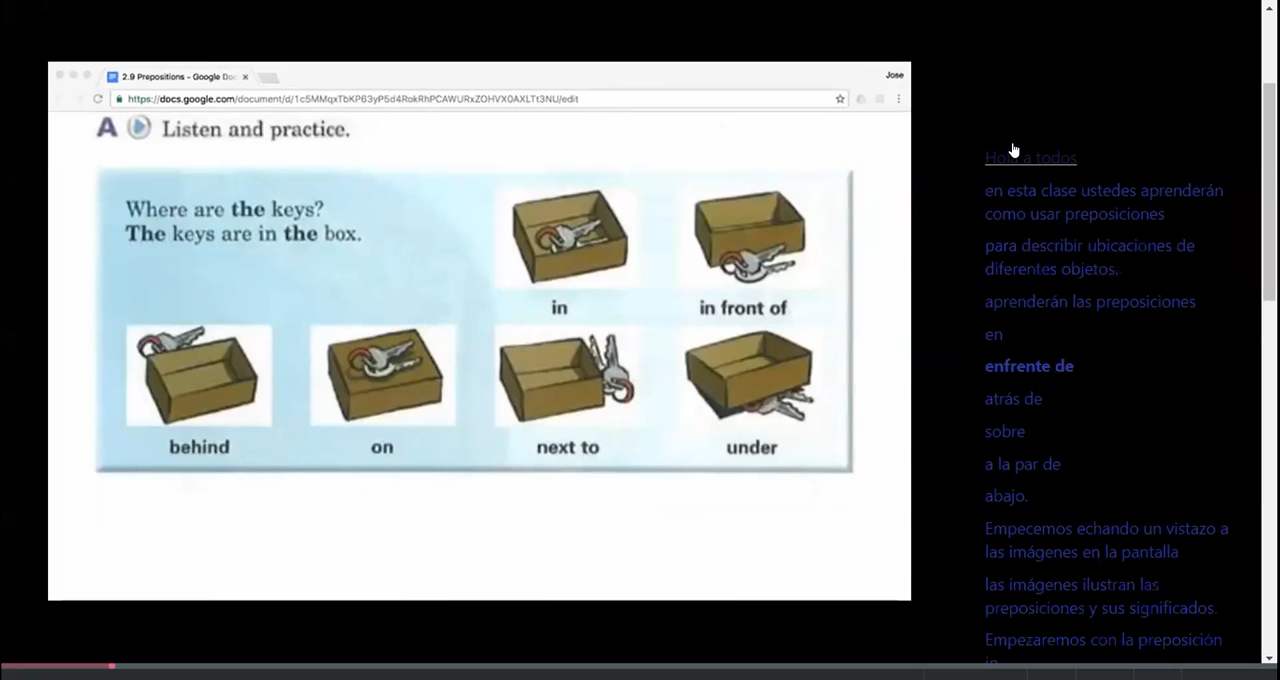 2.9 Prepositions - Google Doc
Jose
https://docs.google.com/document/d/1c5MMqxTbKP63yP5d4RokRhPCAWURxZOHVX0AXLTt3NU/edit
A Listen and practice.
Where are the keys?
The keys are in the box.
in
in front of
behind
on
next to
under
Hola a todos
en esta clase ustedes aprenderán
como usar preposiciones
para describir ubicaciones de
diferentes objetos.
aprenderán las preposiciones
en
enfrente de
atrás de
sobre
a la par de
abajo.
Empecemos echando un vistazo a
las imágenes en la pantalla
las imágenes ilustran las
preposiciones y sus significados.
Empezaremos con la preposición
in